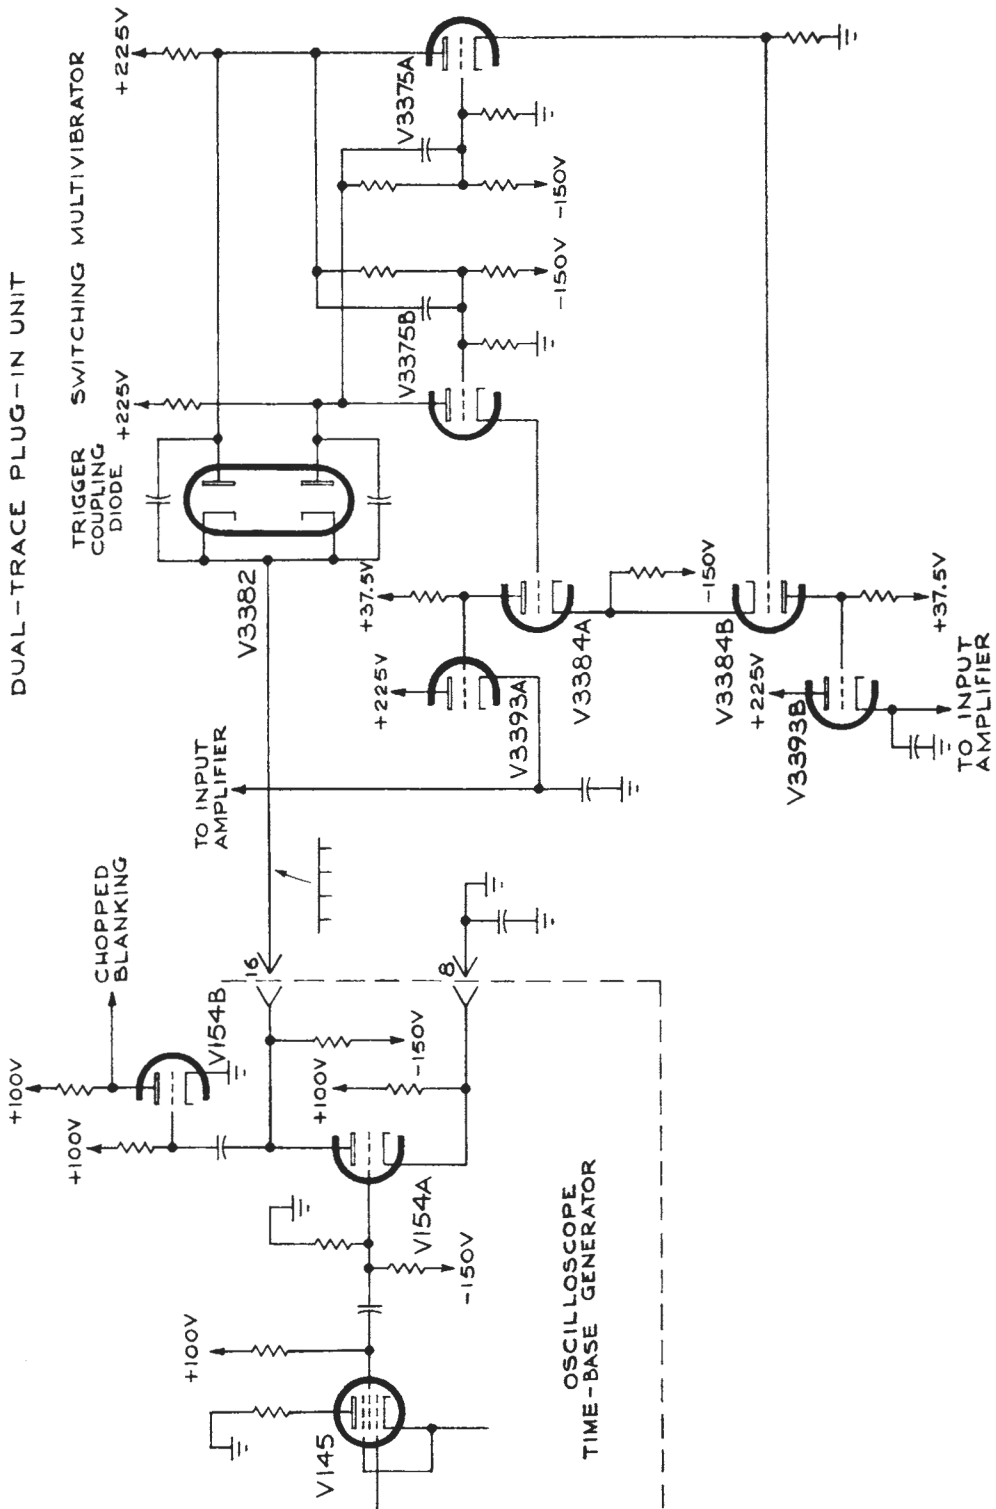 DUAL-TRACE PLUG-IN UNIT
TRIGGER
COUPLING
DIODE
SWITCHING MULTIVIBRATOR
+225V
+225V
V3382
V3375B
V3375A
-150V
-150V
+37.5V
+225V
V3393A
V3384A
-150V
V3384B
+225V
V3393B
+37.5V
TO INPUT
AMPLIFIER
TO INPUT
AMPLIFIER
CHOPPED
BLANKING
16
8
+100V
+100V
V154B
-150V
+100V
V154A
-150V
+100V
V145
OSCILLOSCOPE
TIME-BASE GENERATOR